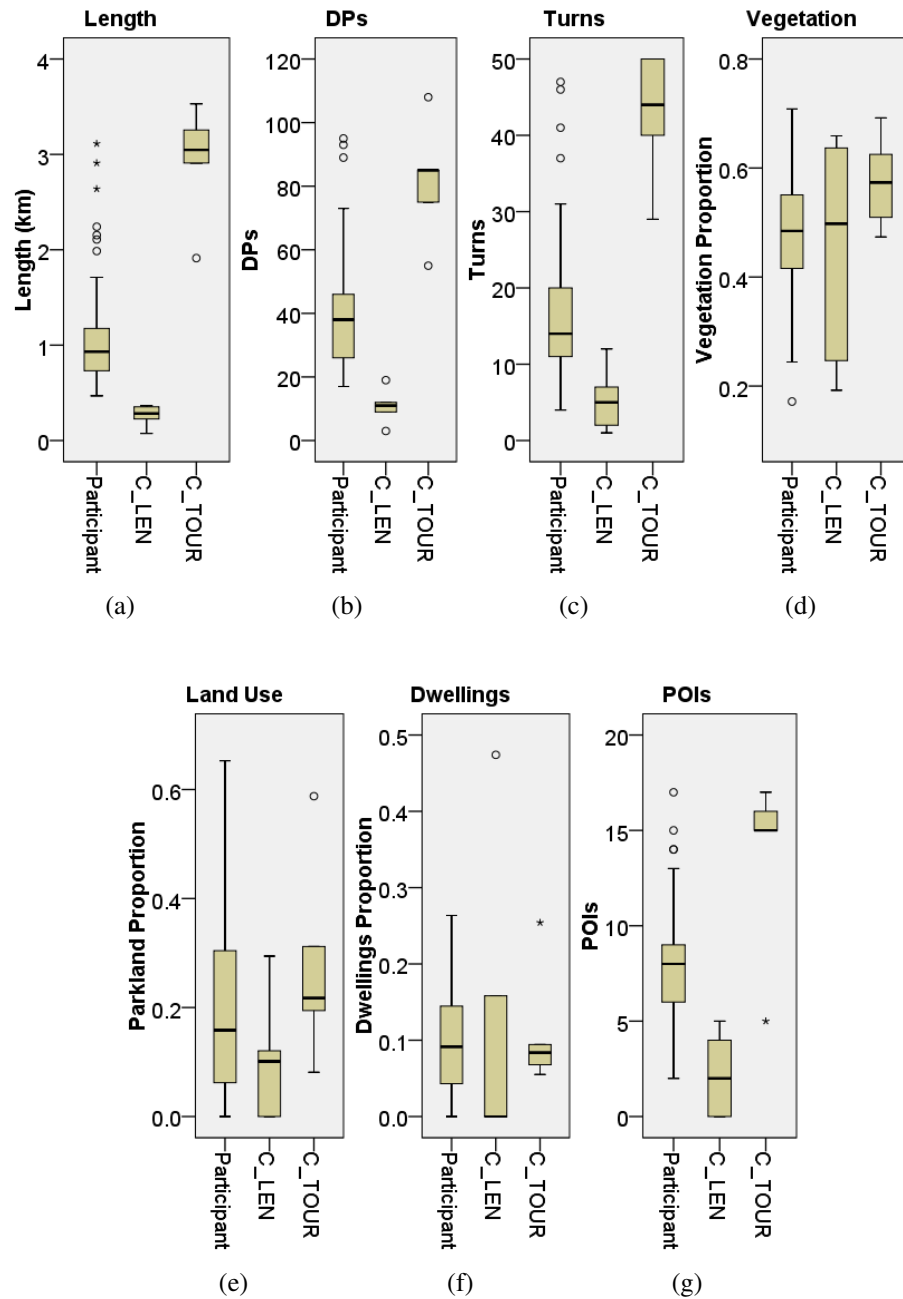 Length
Length (km)
4
3
2
1
0
Participant
C_LEN
C_TOUR
(a)
DPs
DPs
120
100
80
60
40
20
0
Participant
C_LEN
C_TOUR
(b)
Turns
Turns
50
40
30
20
10
0
Participant
C_LEN
C_TOUR
(c)
Vegetation
Vegetation Proportion
0.8
0.6
0.4
0.2
Participant
C_LEN
C_TOUR
(d)
Land Use
Parkland Proportion
0.6
0.4
0.2
0.0
Participant
C_LEN
C_TOUR
(e)
Dwellings
Dwellings Proportion
0.5
0.4
0.3
0.2
0.1
0.0
Participant
C_LEN
C_TOUR
(f)
POIs
POIs
20
15
10
5
0
Participant
C_LEN
C_TOUR
(g)